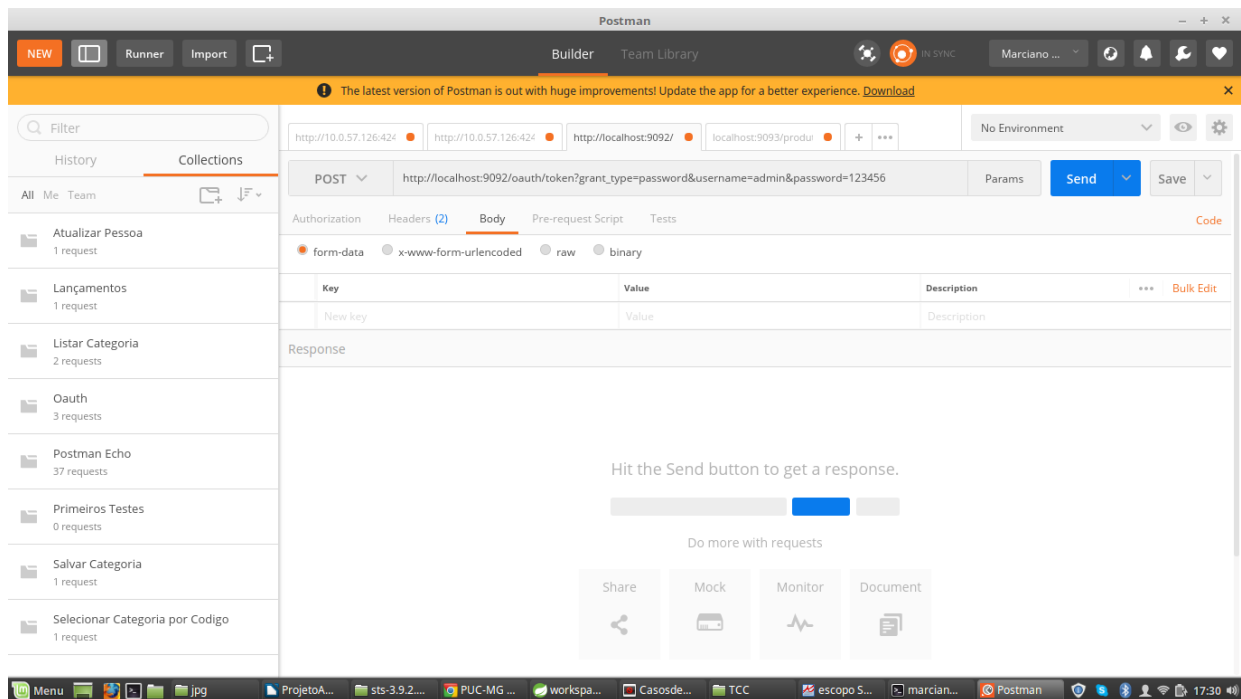 Postman
NEW Runner Import Builder Team Library IN SYNC Marciano ...
The latest version of Postman is out with huge improvements! Update the app for a better experience. Download
Filter
History Collections
All Me Team
Atualizar Pessoa
1 request
Lançamentos
1 request
Listar Categoria
2 requests
Oauth
3 requests
Postman Echo
37 requests
Primeiros Testes
0 requests
Salvar Categoria
1 request
Selecionar Categoria por Codigo
1 request
http://10.0.57.126:424 http://10.0.57.126:424 http://localhost:9092/ localhost:9093/produ + ••• No Environment
POST http://localhost:9092/oauth/token?grant_type=password&username=admin&password=123456 Params Send Save
Authorization Headers (2) Body Pre-request Script Tests Code
form-data x-www-form-urlencoded raw binary
Key Value Description ••• Bulk Edit
New key Value Description
Response
Hit the Send button to get a response.
Do more with requests
Share Mock Monitor Document
Menu jpg ProjetoA... sts-3.9.2.... PUC-MG ... workspa... Casosde... TCC escopo S... marcian... Postman 17:30